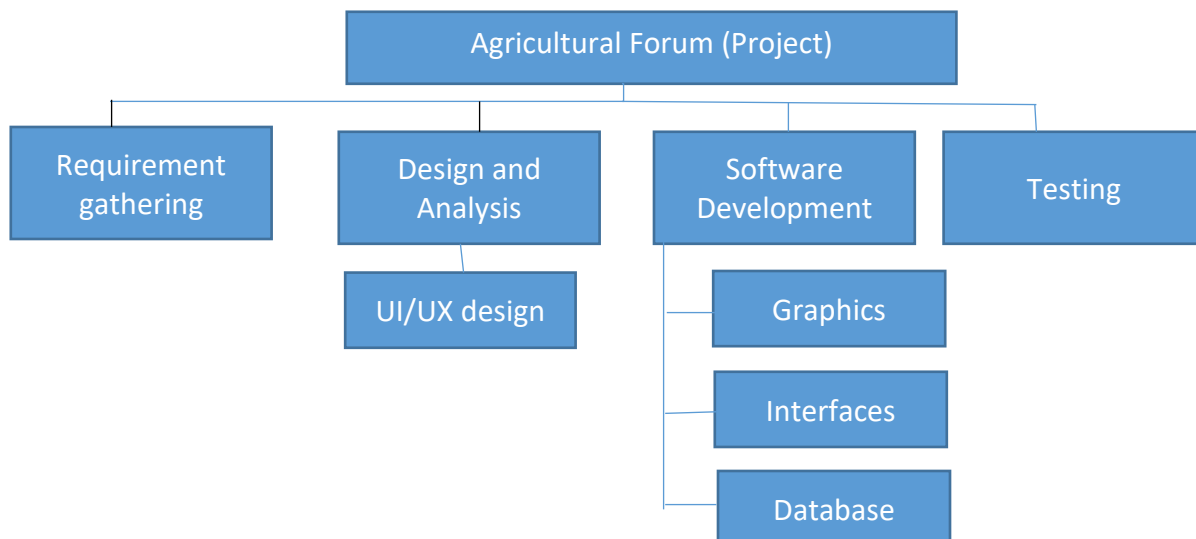 Agricultural Forum (Project)
Requirement
gathering
Design and
Analysis
Software
Development
Testing
UI/UX design
Graphics
Interfaces
Database